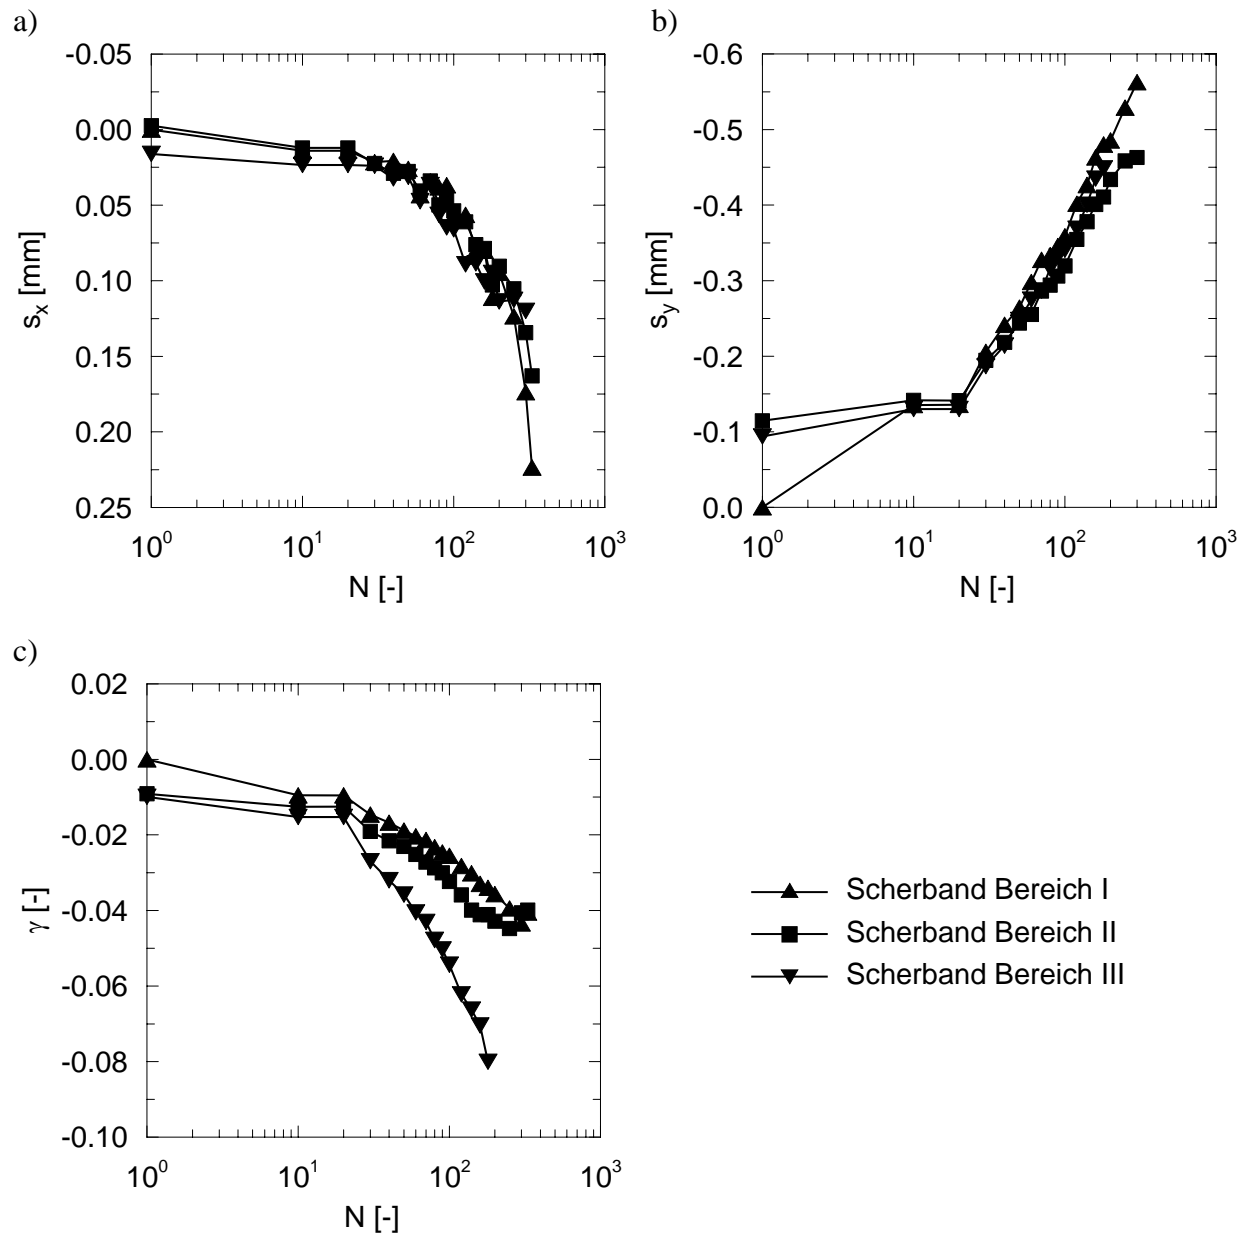 a)
-0.05
0.00
0.05
0.10
0.15
0.20
0.25
s_x [mm]
10^0 10^1 10^2 10^3
N [-]
b)
-0.6
-0.5
-0.4
-0.3
-0.2
-0.1
0.0
s_y [mm]
10^0 10^1 10^2 10^3
N [-]
c)
0.02
0.00
-0.02
-0.04
-0.06
-0.08
-0.10
γ [-]
10^0 10^1 10^2 10^3
N [-]
Scherband Bereich I
Scherband Bereich II
Scherband Bereich III